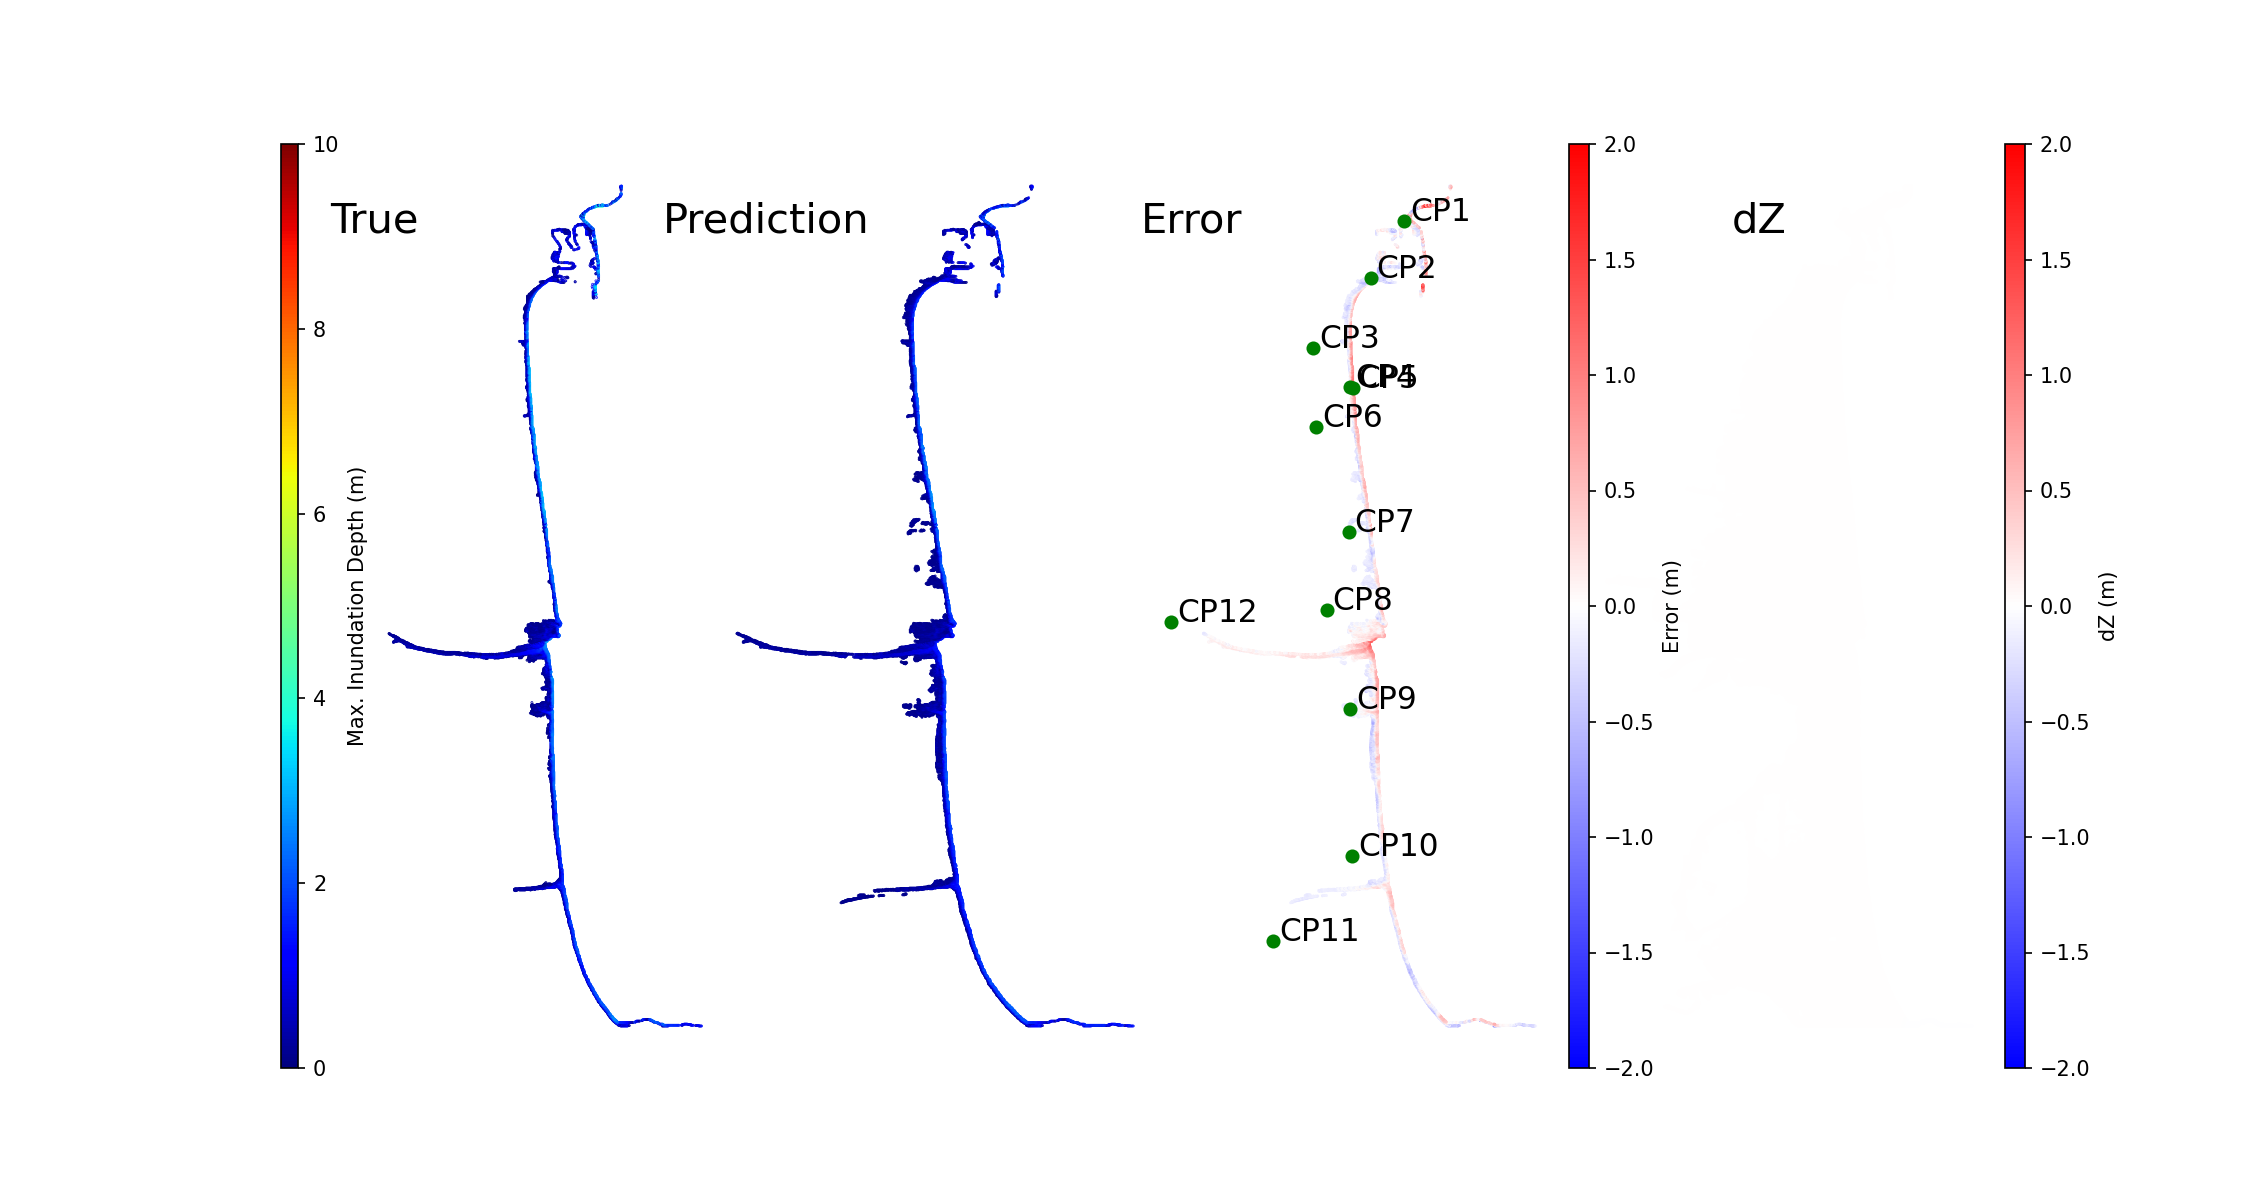 True
Prediction
Error
dZ
10
8
6
4
2
0
Max. Inundation Depth (m)
CP1
CP2
CP3
CP4
CP5
CP6
CP7
CP8
CP12
CP9
CP10
CP11
2.0
1.5
1.0
0.5
0.0
−0.5
−1.0
−1.5
−2.0
Error (m)
2.0
1.5
1.0
0.5
0.0
−0.5
−1.0
−1.5
−2.0
dZ (m)